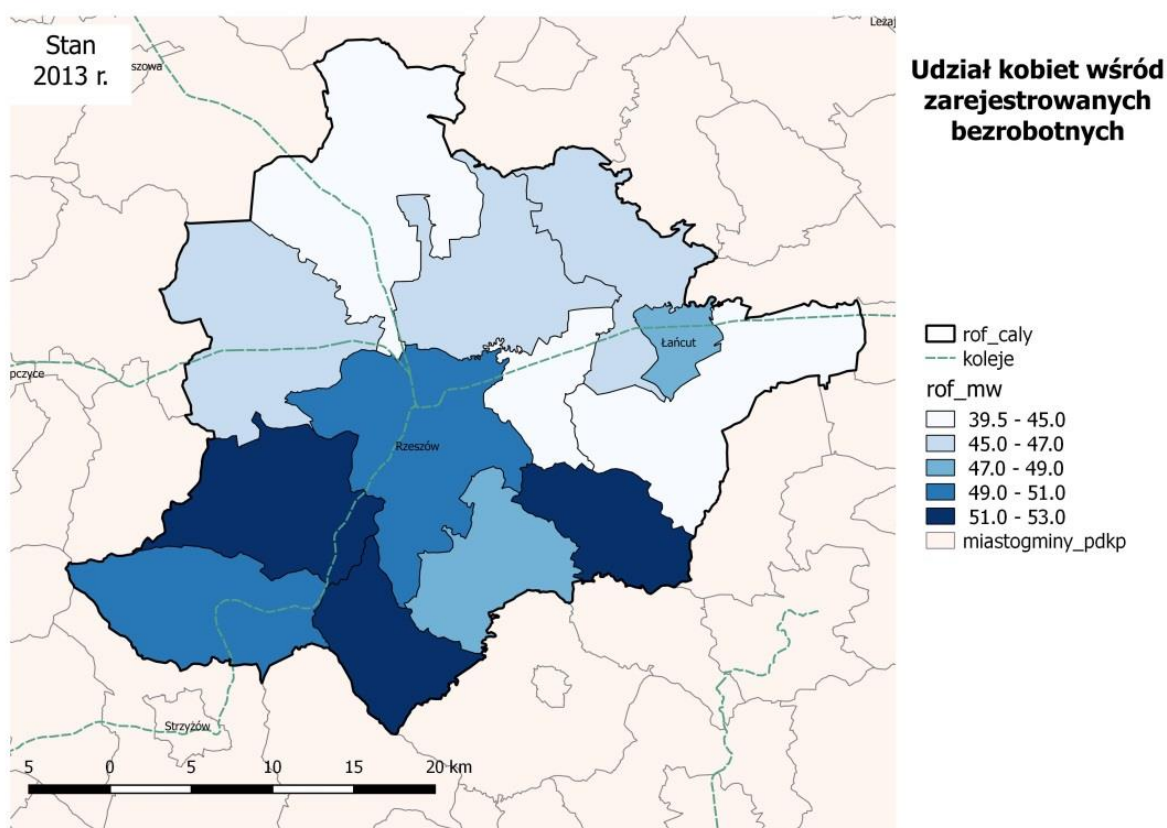 Stan
2013 r.
szowa
Leżaj
Udział kobiet wśród
zarejestrowanych
bezrobotnych
Łańcut
pczyce
Rzeszów
Strzyżów
rof_caly
koleje
rof_mw
39.5 - 45.0
45.0 - 47.0
47.0 - 49.0
49.0 - 51.0
51.0 - 53.0
miastogminy_pdkp
5 0 5 10 15 20 km